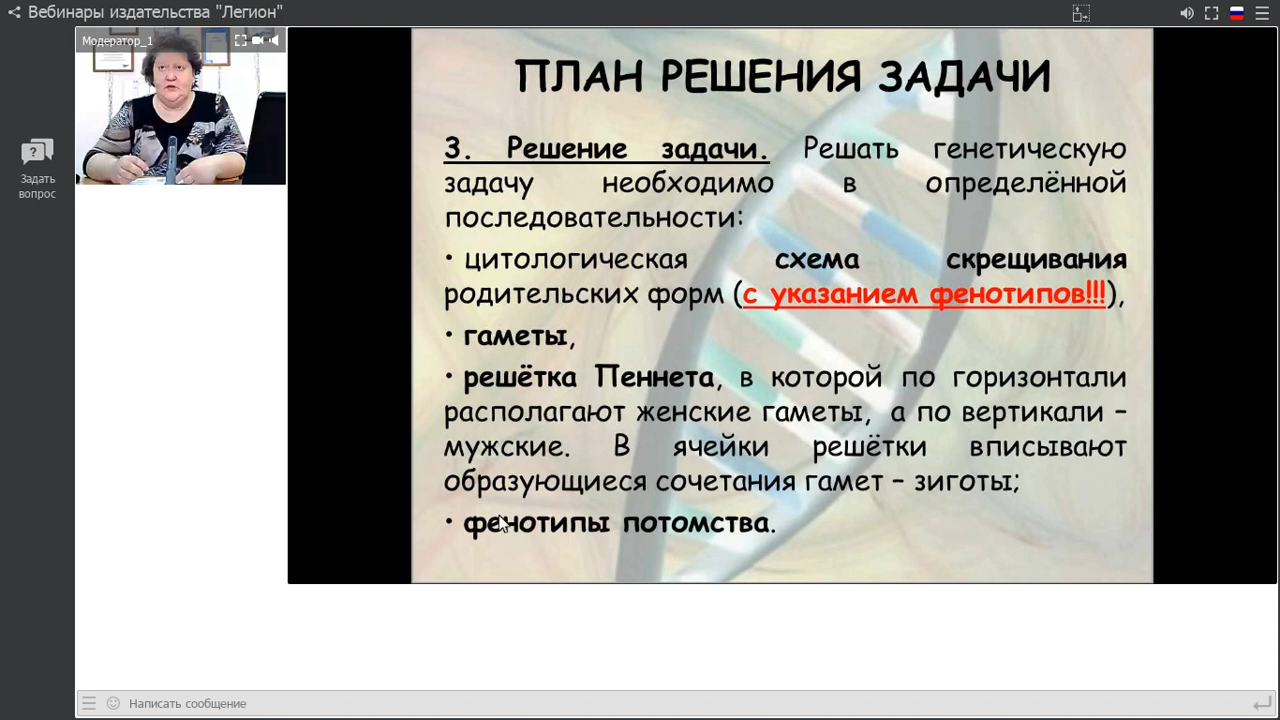 Вебинары издательства "Легион"
Модератор_1
Задать
вопрос
ПЛАН РЕШЕНИЯ ЗАДАЧИ
3. Решение задачи. Решать генетическую
задачу необходимо в определённой
последовательности:
• цитологическая схема скрещивания
родительских форм (с указанием фенотипов!!!),
• гаметы,
• решётка Пеннета, в которой по горизонтали
располагают женские гаметы, а по вертикали –
мужские. В ячейки решётки вписывают
образующиеся сочетания гамет – зиготы;
• фенотипы потомства.
Написать сообщение